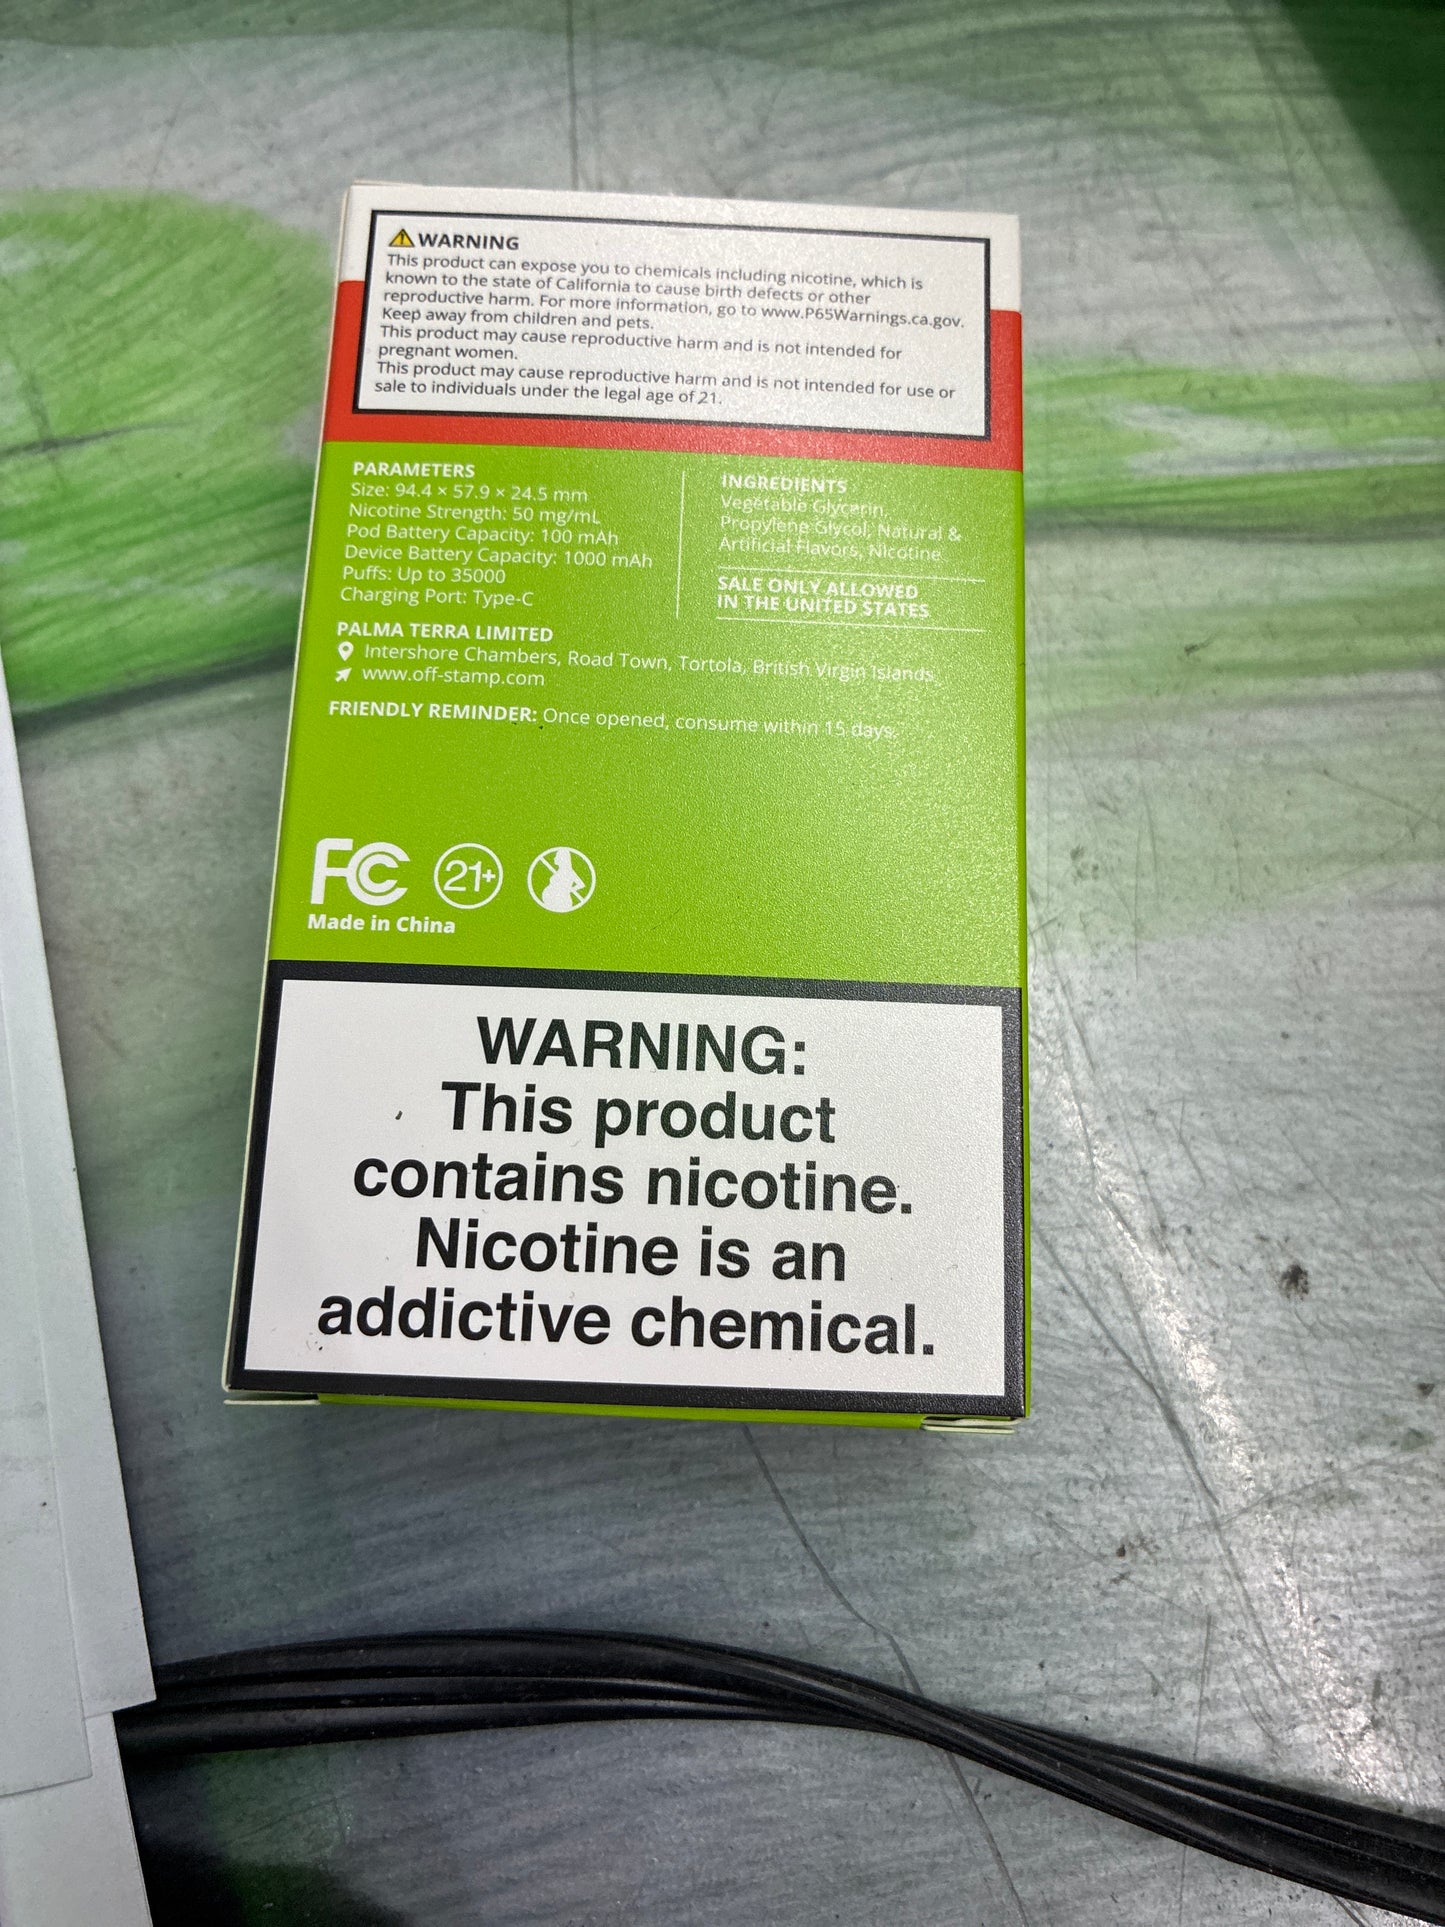 WARNING
This product can expose you to chemicals including nicotine, which is
known to the state of California to cause birth defects or other
reproductive harm. For more information, go to www.P65Warnings.ca.gov.
Keep away from children and pets.
This product may cause reproductive harm and is not intended for
pregnant women.
This product may cause reproductive harm and is not intended for use or
sale to individuals under the legal age of 21.
PARAMETERS
Size: 94.4 × 57.9 × 24.5 mm
Nicotine Strength: 50 mg/mL
Pod Battery Capacity: 100 mAh
Device Battery Capacity: 1000 mAh
Puffs: Up to 35000
Charging Port: Type-C
INGREDIENTS
Vegetable Glycerin,
Propylene Glycol, Natural &
Artificial Flavors, Nicotine
SALE ONLY ALLOWED
IN THE UNITED STATES
PALMA TERRA LIMITED
Intershore Chambers, Road Town, Tortola, British Virgin Islands.
www.off-stamp.com
FRIENDLY REMINDER: Once opened, consume within 15 days.
FC 21+
Made in China
WARNING:
This product
contains nicotine.
Nicotine is an
addictive chemical.